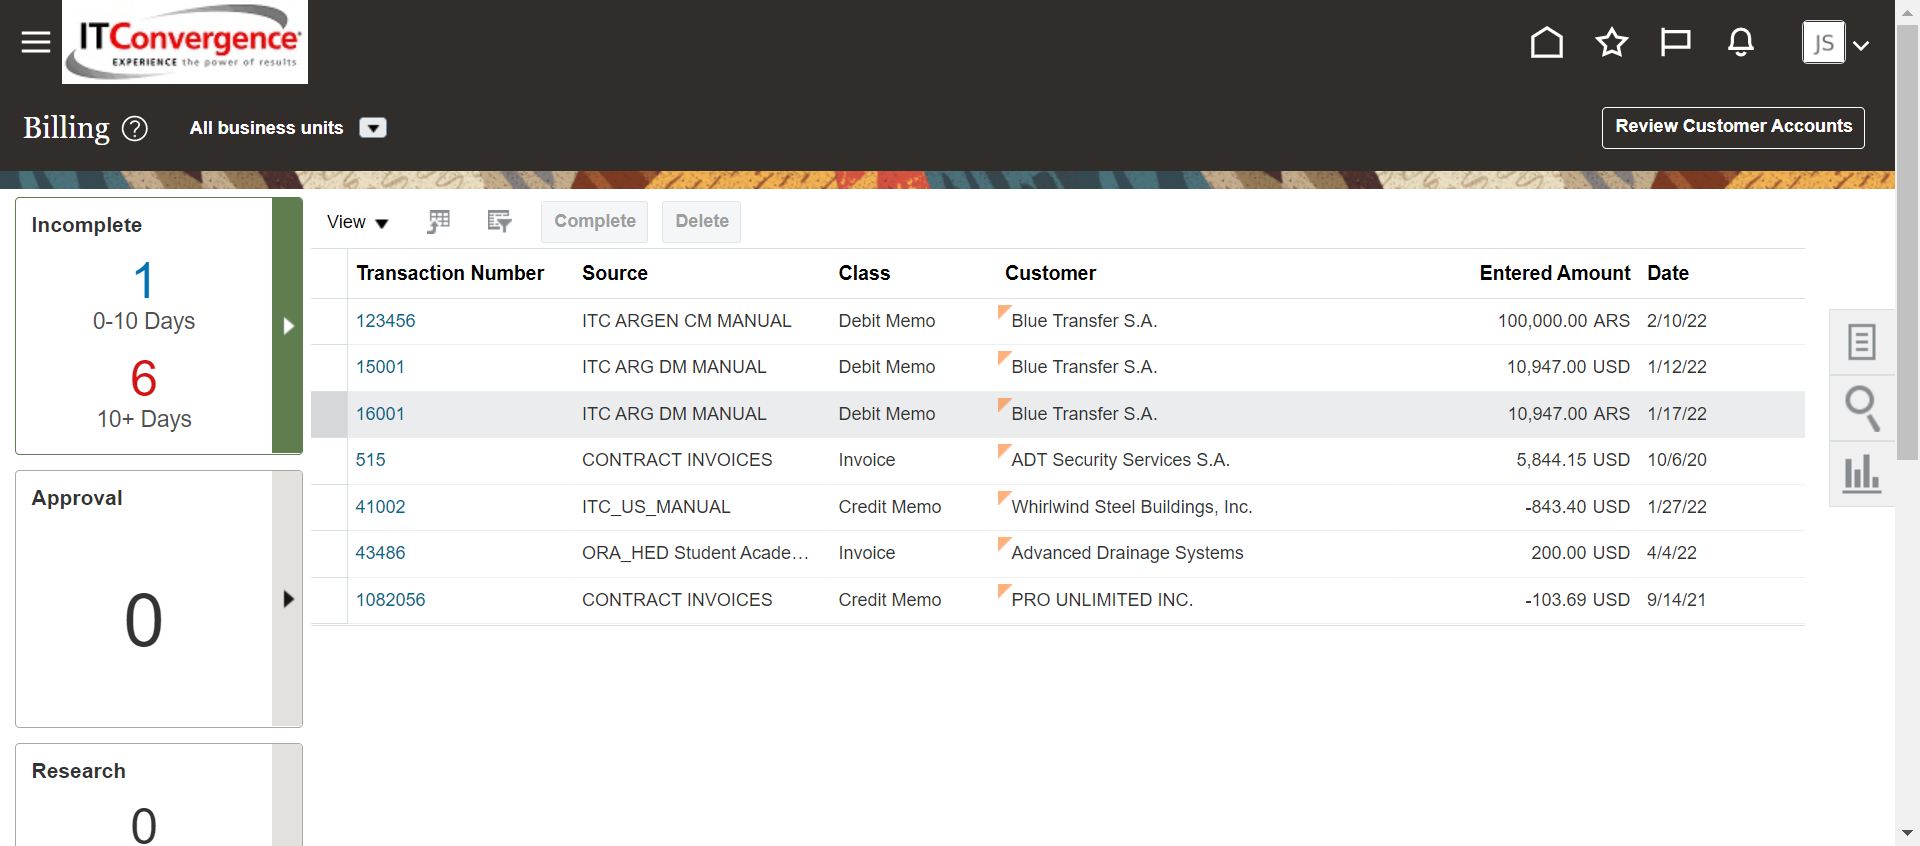 ITConvergence
EXPERIENCE the power of results
JS
Billing ? All business units
Review Customer Accounts
Incomplete
1
0-10 Days
6
10+ Days
Approval
0
Research
0
View Complete Delete
Transaction Number Source Class Customer Entered Amount Date
123456 ITC ARGEN CM MANUAL Debit Memo Blue Transfer S.A. 100,000.00 ARS 2/10/22
15001 ITC ARG DM MANUAL Debit Memo Blue Transfer S.A. 10,947.00 USD 1/12/22
16001 ITC ARG DM MANUAL Debit Memo Blue Transfer S.A. 10,947.00 ARS 1/17/22
515 CONTRACT INVOICES Invoice ADT Security Services S.A. 5,844.15 USD 10/6/20
41002 ITC_US_MANUAL Credit Memo Whirlwind Steel Buildings, Inc. -843.40 USD 1/27/22
43486 ORA_HED Student Acade... Invoice Advanced Drainage Systems 200.00 USD 4/4/22
1082056 CONTRACT INVOICES Credit Memo PRO UNLIMITED INC. -103.69 USD 9/14/21